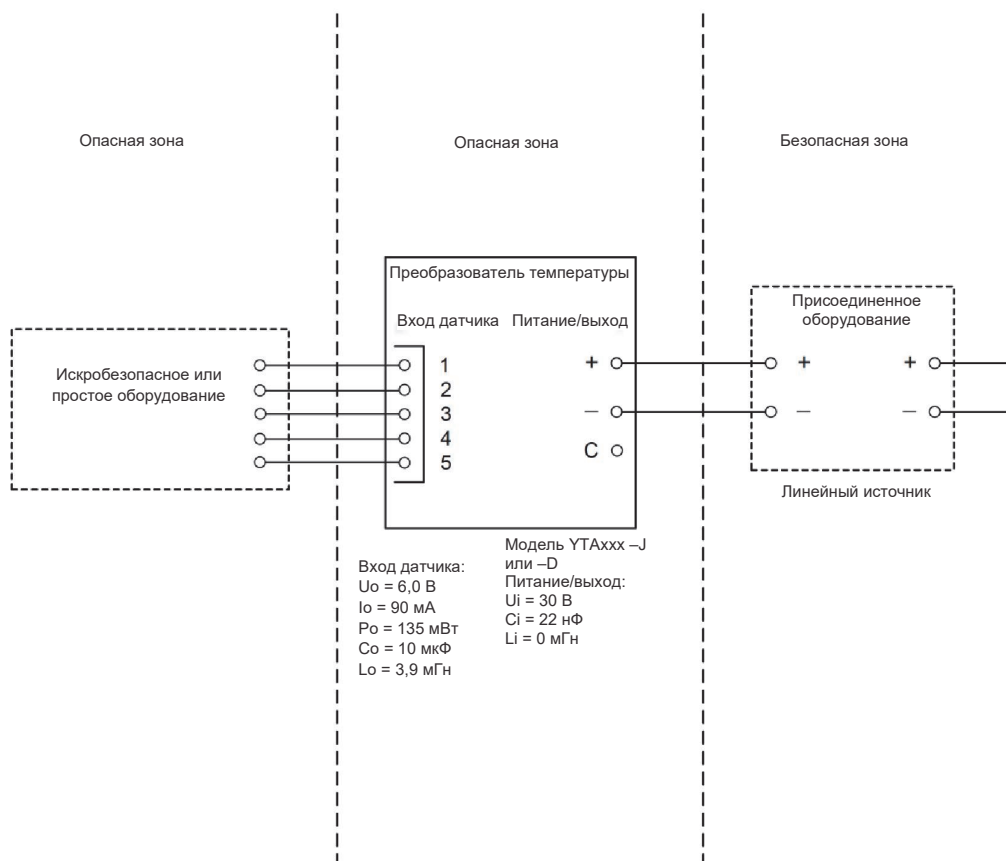 Опасная зона
Опасная зона
Безопасная зона
Искробезопасное или
простое оборудование
Преобразователь температуры
Вход датчика
Питание/выход
1
2
3
4
5
+
–
C
Присоединенное
оборудование
+ +
– –
Линейный источник
Вход датчика:
Uo = 6,0 В
Io = 90 мА
Po = 135 мВт
Co = 10 мкФ
Lo = 3,9 мГн
Модель YTAxxx –J
или –D
Питание/выход:
Ui = 30 В
Ci = 22 нФ
Li = 0 мГн